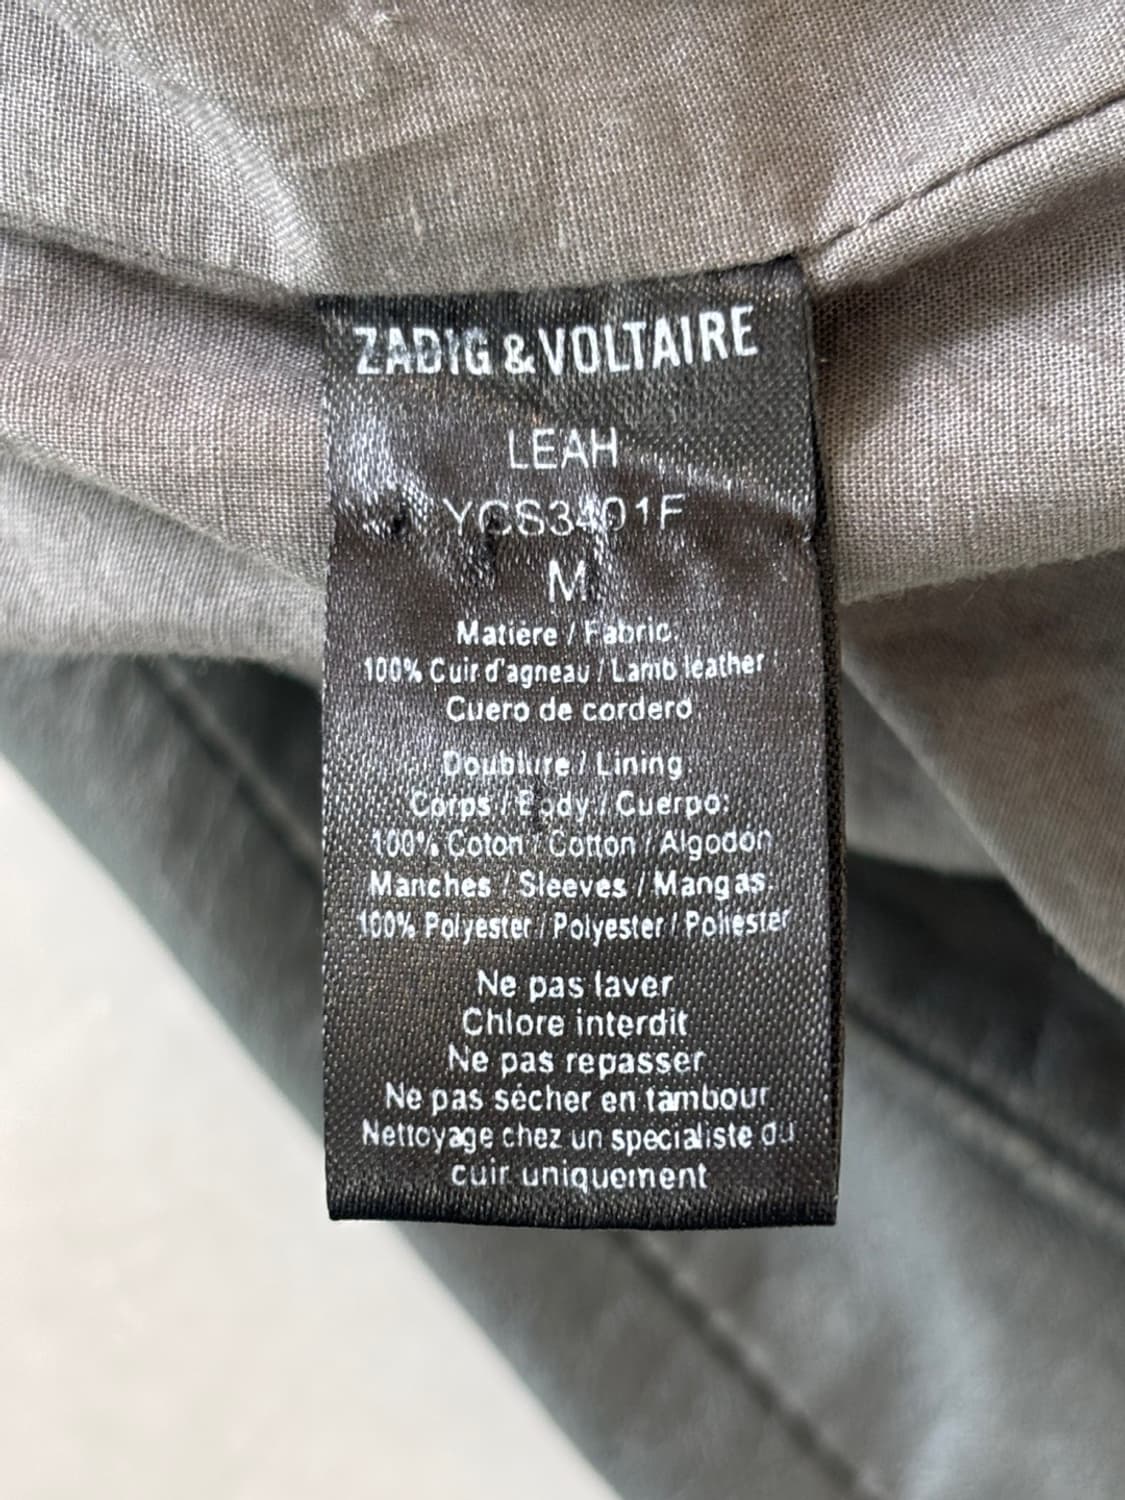 ZADIG & VOLTAIRE
LEAH
YCS3401F
M
Matière / Fabric
100% Cuir d'agneau / Lamb leather
Cuero de cordero
Doublure / Lining
Corps / Body / Cuerpo:
100% Coton / Cotton / Algodón
Manches / Sleeves / Mangas:
100% Polyester / Polyester / Poliester
Ne pas laver
Chlore interdit
Ne pas repasser
Ne pas sécher en tambour
Nettoyage chez un specialiste du
cuir uniquement